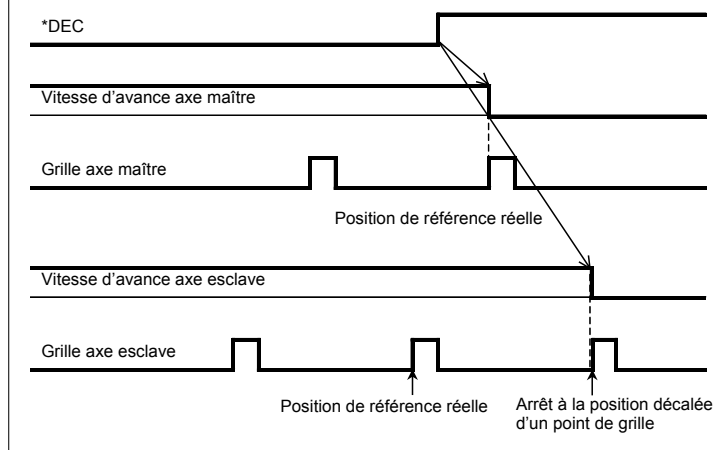 *DEC
Vitesse d’avance axe maître
Grille axe maître
Position de référence réelle
Vitesse d’avance axe esclave
Grille axe esclave
Position de référence réelle
Arrêt à la position décalée
d’un point de grille